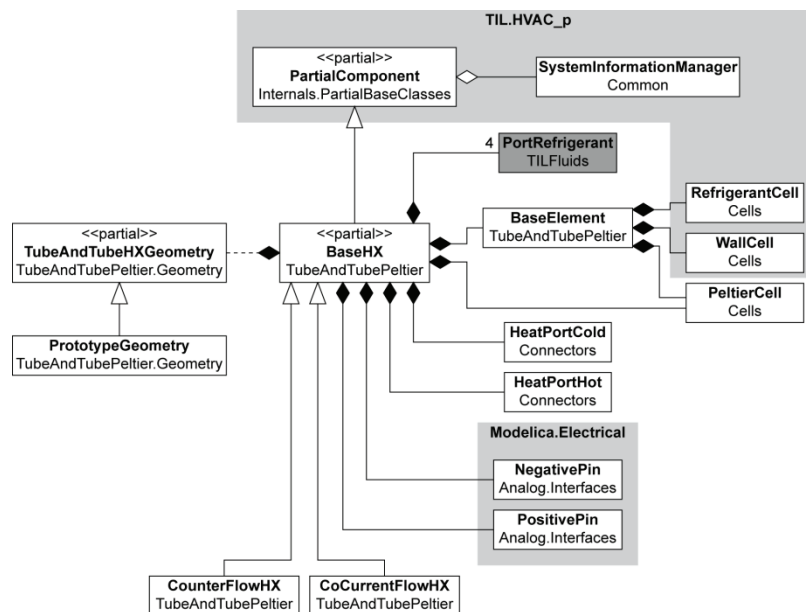 TIL.HVAC_p
<<partial>>
PartialComponent
Internals.PartialBaseClasses
SystemInformationManager
Common
4
PortRefrigerant
TILFluids
RefrigerantCell
Cells
BaseElement
TubeAndTubePeltier
<<partial>>
TubeAndTubeHXGeometry
TubeAndTubePeltier.Geometry
<<partial>>
BaseHX
TubeAndTubePeltier
WallCell
Cells
PeltierCell
Cells
PrototypeGeometry
TubeAndTubePeltier.Geometry
HeatPortCold
Connectors
HeatPortHot
Connectors
Modelica.Electrical
NegativePin
Analog.Interfaces
PositivePin
Analog.Interfaces
CounterFlowHX
TubeAndTubePeltier
CoCurrentFlowHX
TubeAndTubePeltier